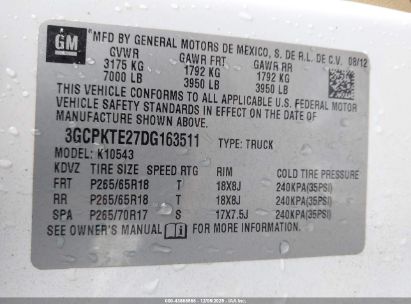 GM
MFD BY GENERAL MOTORS DE MEXICO, S. DE R.L. DE C.V. 08/12
GVWR GAWR FRT GAWR RR
3175 KG 1792 KG 1792 KG
7000 LB 3950 LB 3950 LB
THIS VEHICLE CONFORMS TO ALL APPLICABLE U.S. FEDERAL MOTOR
VEHICLE SAFETY STANDARDS IN EFFECT ON THE DATE OF
MANUFACTURE SHOWN ABOVE.
3GCPKTE27DG163511 TYPE: TRUCK
MODEL: K10543
KDVZ TIRE SIZE SPEED RTG RIM COLD TIRE PRESSURE
FRT P265/65R18 T 18X8J 240KPA(35PSI)
RR P265/65R18 T 18X8J 240KPA(35PSI)
SPA P265/70R17 S 17X7.5J 240KPA(35PSI)
SEE OWNER'S MANUAL FOR MORE INFORMATION.